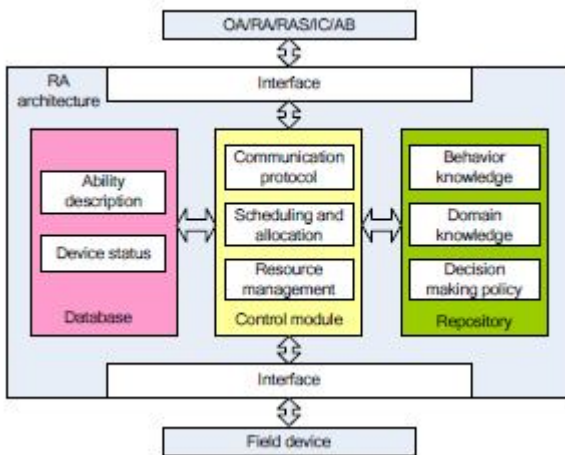 OA/RA/RAS/IC/AB
RA
architecture
Interface
Ability
description
Device status
Database
Communication
protocol
Scheduling and
allocation
Resource
management
Control module
Behavior
knowledge
Domain
knowledge
Decision
making policy
Repository
Interface
Field device